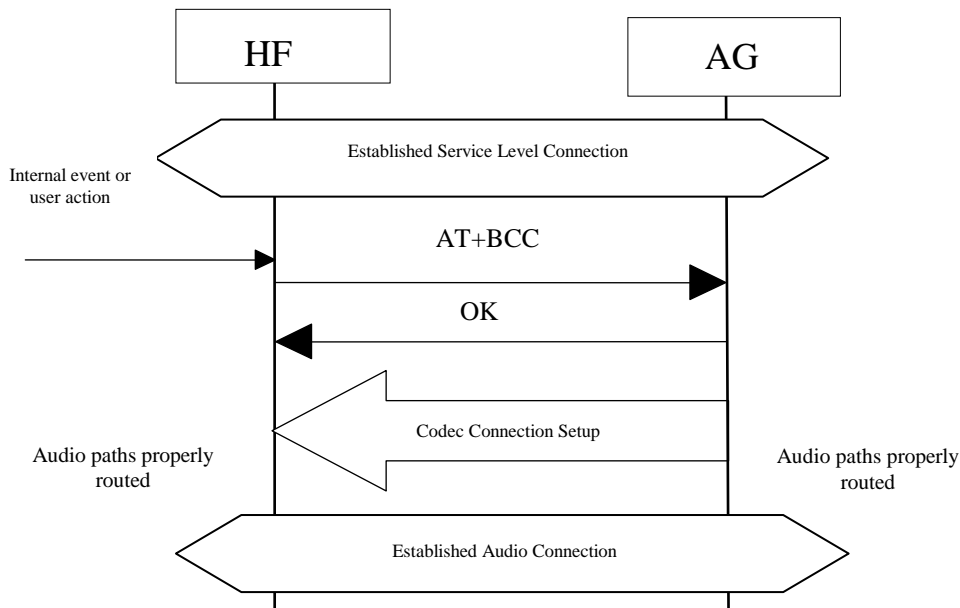 HF
AG
Established Service Level Connection
Internal event or
user action
AT+BCC
OK
Codec Connection Setup
Audio paths properly
routed
Audio paths properly
routed
Established Audio Connection